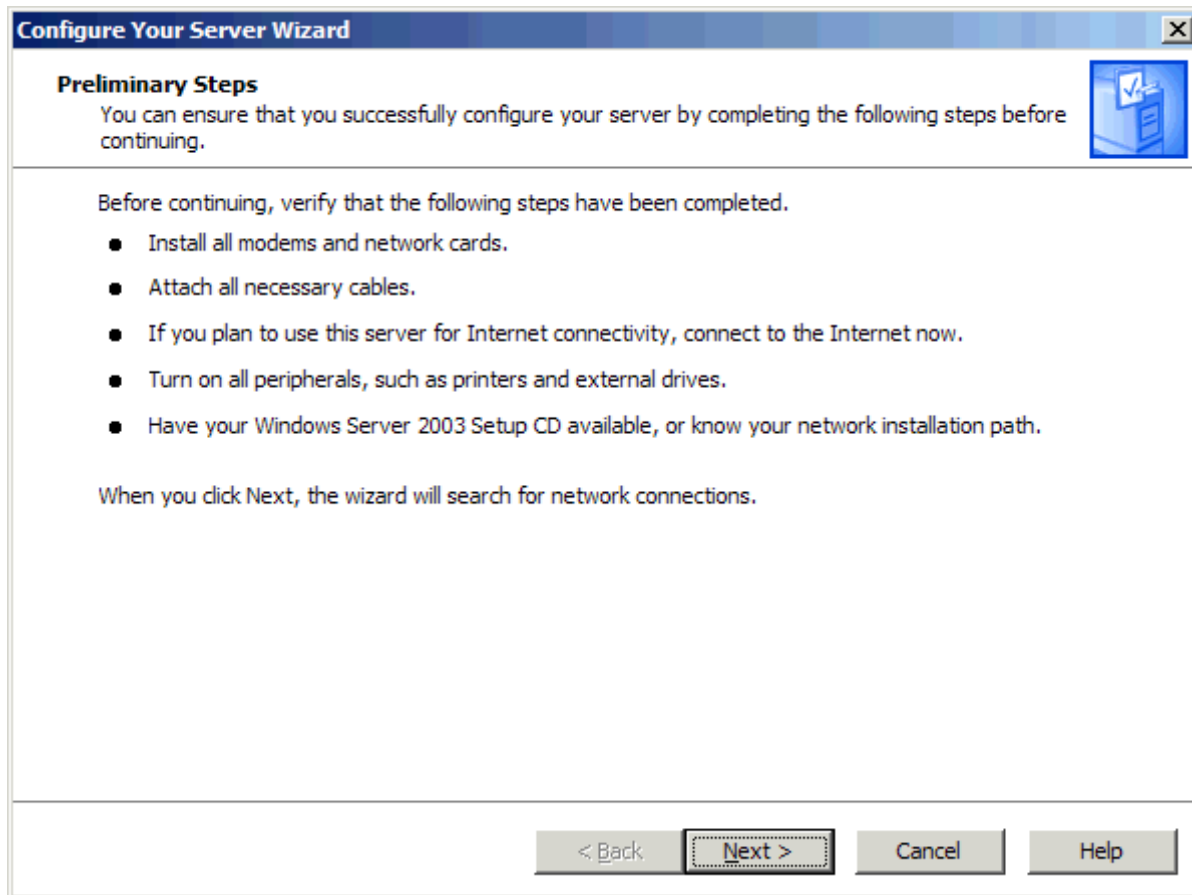 Configure Your Server Wizard
Preliminary Steps
You can ensure that you successfully configure your server by completing the following steps before
continuing.
Before continuing, verify that the following steps have been completed.
● Install all modems and network cards.
● Attach all necessary cables.
● If you plan to use this server for Internet connectivity, connect to the Internet now.
● Turn on all peripherals, such as printers and external drives.
● Have your Windows Server 2003 Setup CD available, or know your network installation path.
When you click Next, the wizard will search for network connections.
< Back Next > Cancel Help